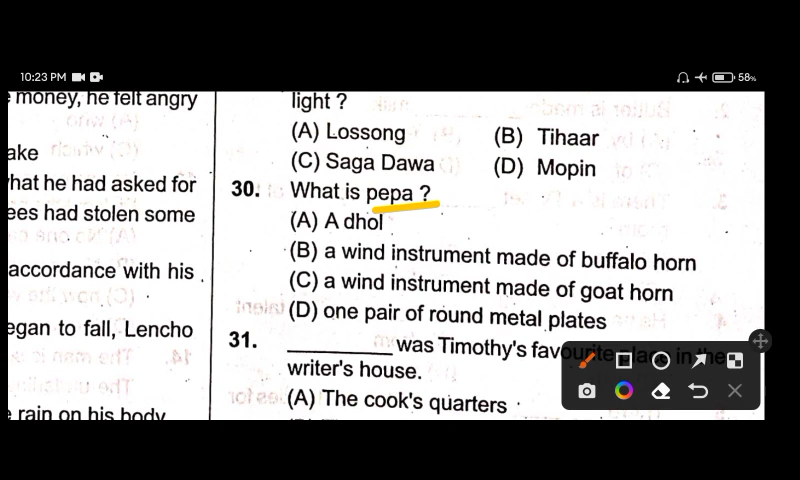 10:23 PM
58%
money, he felt angry
ake
hat he had asked for
ees had stolen some
accordance with his
egan to fall, Lencho
rain on his body
light ?
(A) Lossong (B) Tihaar
(C) Saga Dawa (D) Mopin
30. What is pepa ?
(A) A dhol
(B) a wind instrument made of buffalo horn
(C) a wind instrument made of goat horn
(D) one pair of round metal plates
31. __________ was Timothy's favourite place in the
writer's house.
(A) The cook's quarters